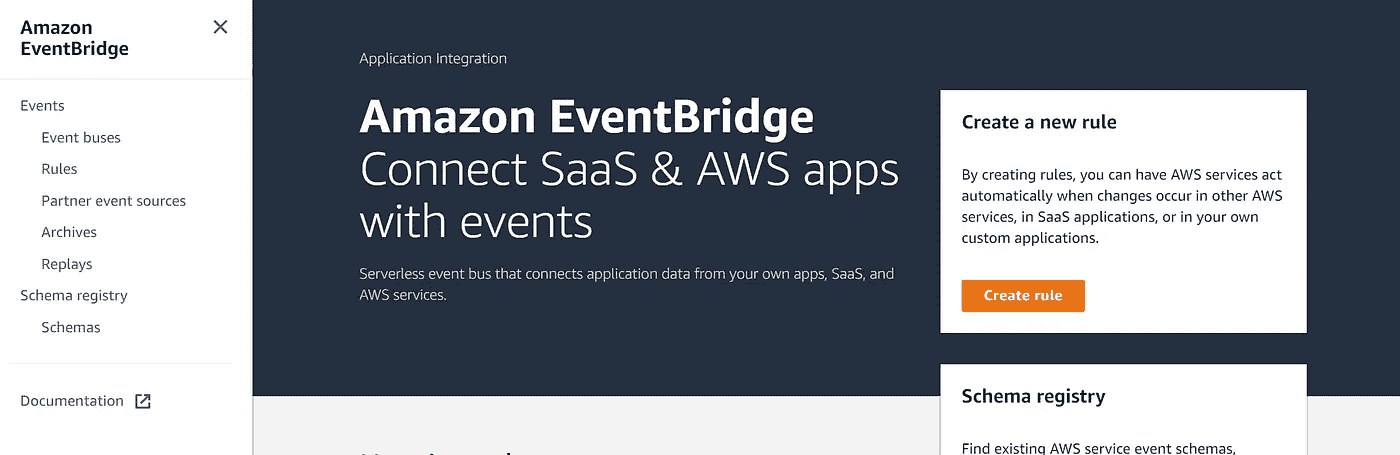 Amazon
EventBridge
Events
Event buses
Rules
Partner event sources
Archives
Replays
Schema registry
Schemas
Documentation
Application Integration
Amazon EventBridge
Connect SaaS & AWS apps
with events
Serverless event bus that connects application data from your own apps, SaaS, and
AWS services.
Create a new rule
By creating rules, you can have AWS services act
automatically when changes occur in other AWS
services, in SaaS applications, or in your own
custom applications.
Create rule
Schema registry
Find existing AWS service event schemas,